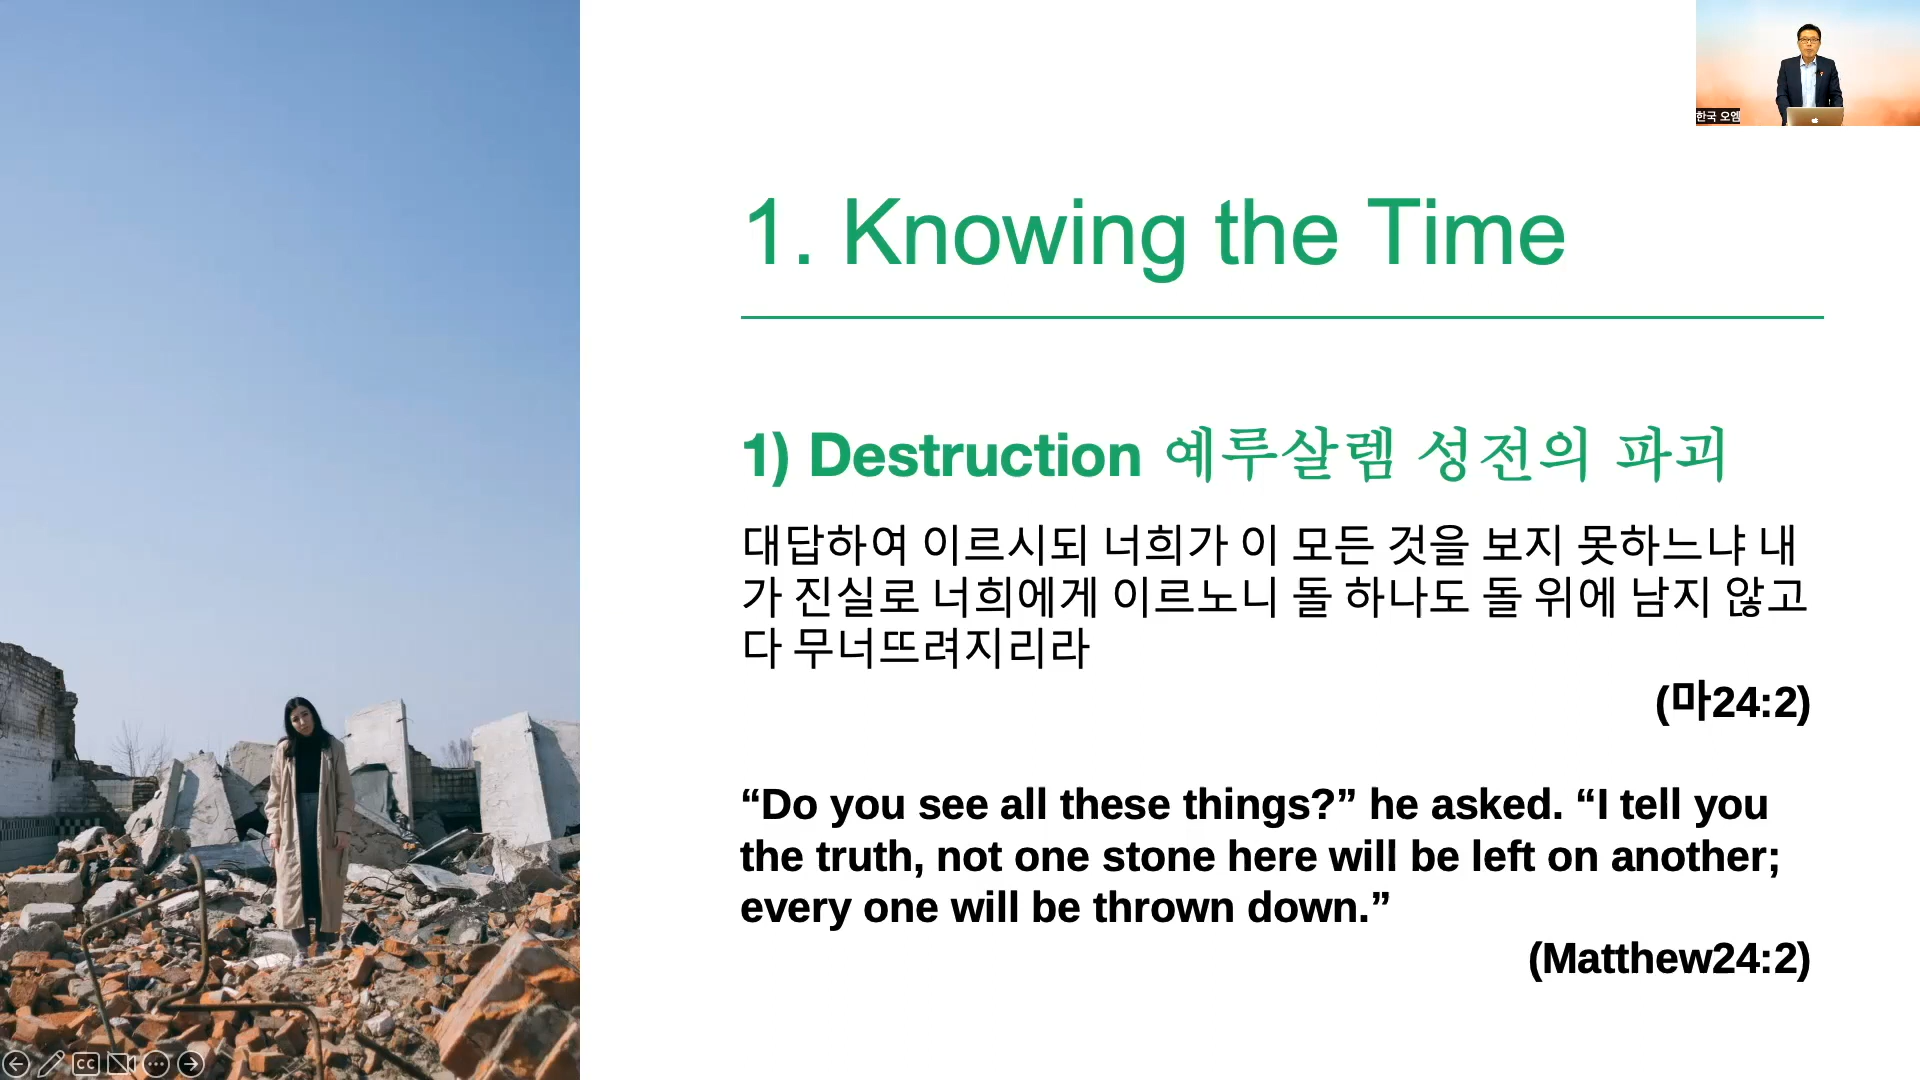 한국 오엠
1. Knowing the Time
1) Destruction 예루살렘 성전의 파괴
대답하여 이르시되 너희가 이 모든 것을 보지 못하느냐 내
가 진실로 너희에게 이르노니 돌 하나도 돌 위에 남지 않고
다 무너뜨려지리라
(마24:2)
“Do you see all these things?” he asked. “I tell you
the truth, not one stone here will be left on another;
every one will be thrown down.”
(Matthew24:2)
CC